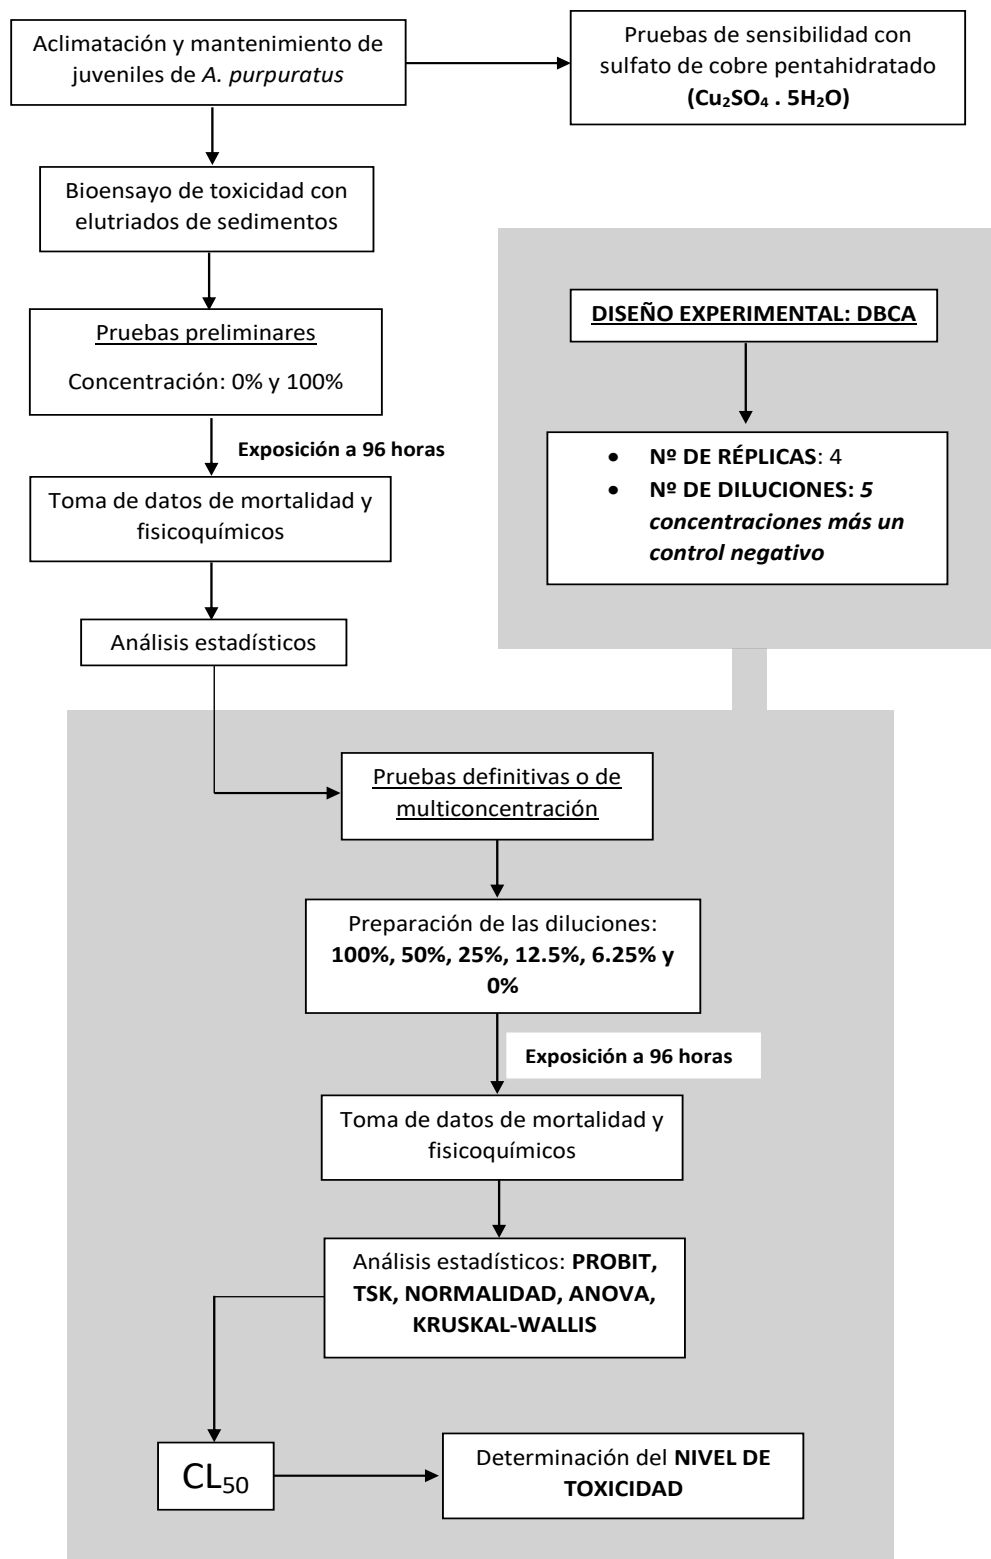 Aclimatación y mantenimiento de
juveniles de A. purpuratus
Pruebas de sensibilidad con
sulfato de cobre pentahidratado
(Cu₂SO₄ . 5H₂O)
Bioensayo de toxicidad con
elutriados de sedimentos
Pruebas preliminares
Concentración: 0% y 100%
Exposición a 96 horas
Toma de datos de mortalidad y
fisicoquímicos
Análisis estadísticos
DISEÑO EXPERIMENTAL: DBCA
• Nº DE RÉPLICAS: 4
• Nº DE DILUCIONES: 5
concentraciones más un
control negativo
Pruebas definitivas o de
multiconcentración
Preparación de las diluciones:
100%, 50%, 25%, 12.5%, 6.25% y
0%
Exposición a 96 horas
Toma de datos de mortalidad y
fisicoquímicos
Análisis estadísticos: PROBIT,
TSK, NORMALIDAD, ANOVA,
KRUSKAL-WALLIS
CL₅₀
Determinación del NIVEL DE
TOXICIDAD